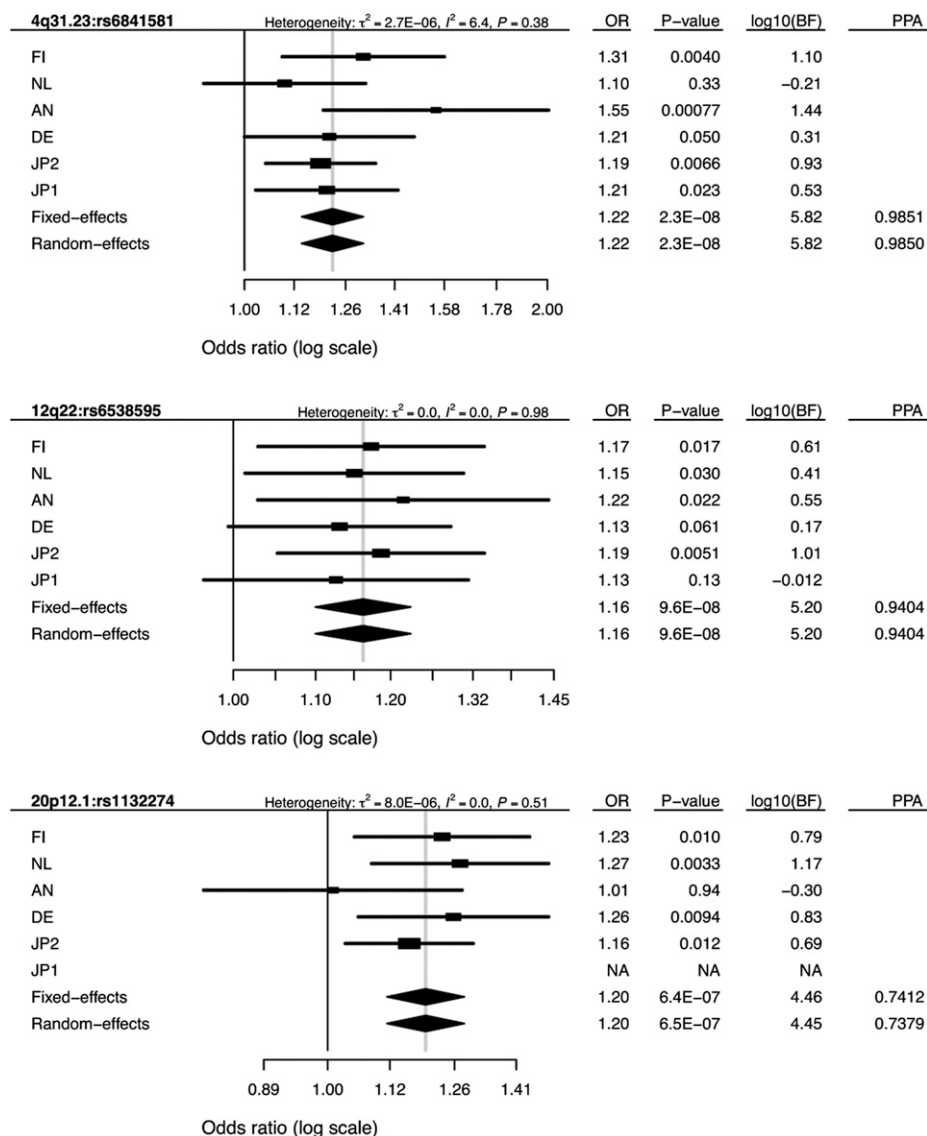 4q31.23:rs6841581 Heterogeneity: τ² = 2.7E−06, I² = 6.4, P = 0.38 OR P−value log10(BF) PPA
FI 1.31 0.0040 1.10
NL 1.10 0.33 −0.21
AN 1.55 0.00077 1.44
DE 1.21 0.050 0.31
JP2 1.19 0.0066 0.93
JP1 1.21 0.023 0.53
Fixed−effects 1.22 2.3E−08 5.82 0.9851
Random−effects 1.22 2.3E−08 5.82 0.9850
1.00 1.12 1.26 1.41 1.58 1.78 2.00
Odds ratio (log scale)
12q22:rs6538595 Heterogeneity: τ² = 0.0, I² = 0.0, P = 0.98 OR P−value log10(BF) PPA
FI 1.17 0.017 0.61
NL 1.15 0.030 0.41
AN 1.22 0.022 0.55
DE 1.13 0.061 0.17
JP2 1.19 0.0051 1.01
JP1 1.13 0.13 −0.012
Fixed−effects 1.16 9.6E−08 5.20 0.9404
Random−effects 1.16 9.6E−08 5.20 0.9404
1.00 1.10 1.20 1.32 1.45
Odds ratio (log scale)
20p12.1:rs1132274 Heterogeneity: τ² = 8.0E−06, I² = 0.0, P = 0.51 OR P−value log10(BF) PPA
FI 1.23 0.010 0.79
NL 1.27 0.0033 1.17
AN 1.01 0.94 −0.30
DE 1.26 0.0094 0.83
JP2 1.16 0.012 0.69
JP1 NA NA NA
Fixed−effects 1.20 6.4E−07 4.46 0.7412
Random−effects 1.20 6.5E−07 4.45 0.7379
0.89 1.00 1.12 1.26 1.41
Odds ratio (log scale)